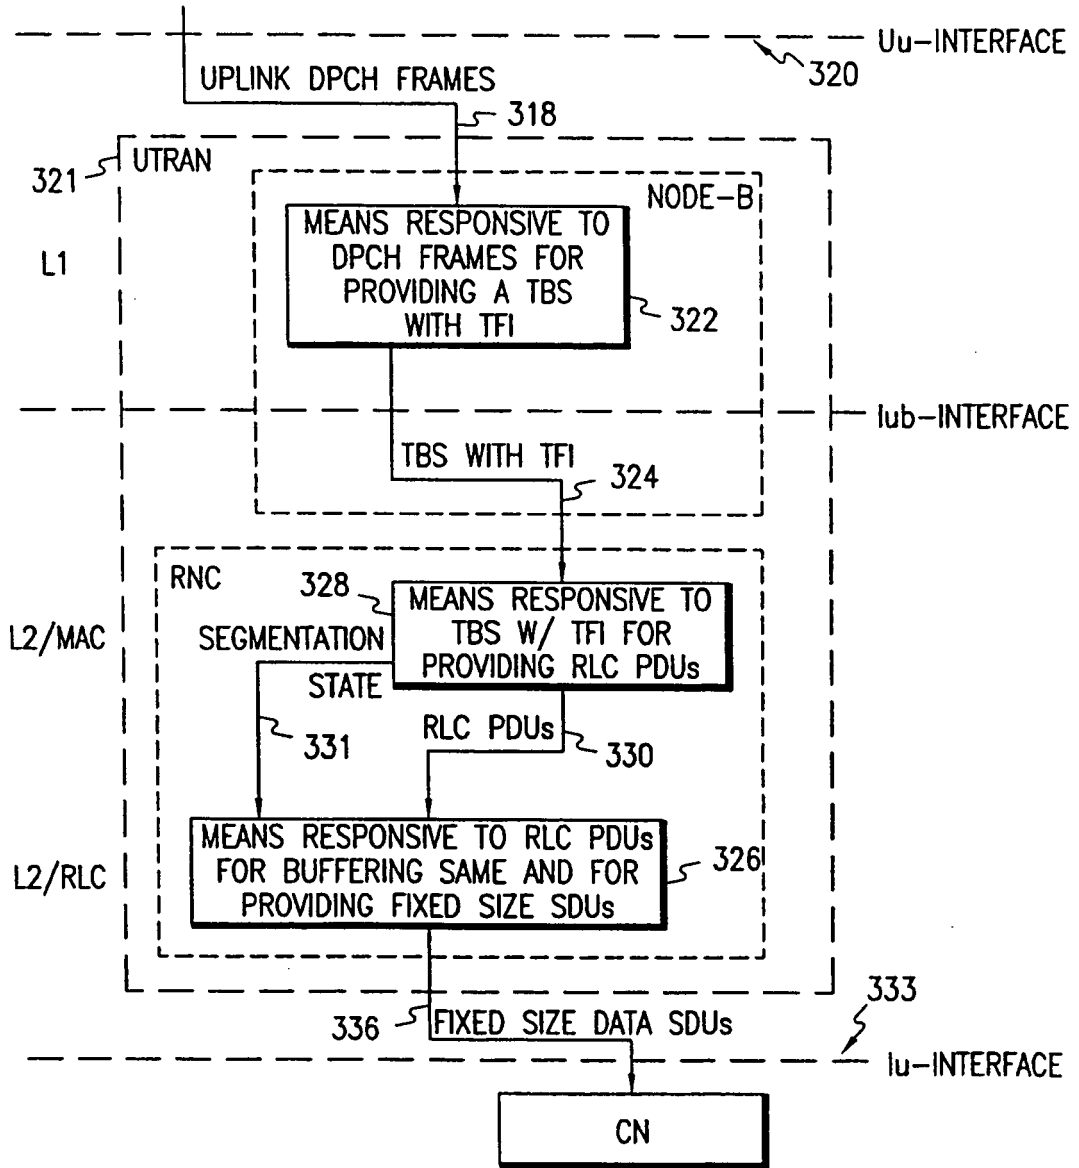 Uu-INTERFACE
320
UPLINK DPCH FRAMES
318
321
UTRAN
NODE-B
L1
MEANS RESPONSIVE TO
DPCH FRAMES FOR
PROVIDING A TBS
WITH TFI
322
Iub-INTERFACE
TBS WITH TFI
324
RNC
328
L2/MAC
MEANS RESPONSIVE TO
TBS W/ TFI FOR
PROVIDING RLC PDUs
SEGMENTATION
STATE
331
RLC PDUs
330
L2/RLC
MEANS RESPONSIVE TO RLC PDUs
FOR BUFFERING SAME AND FOR
PROVIDING FIXED SIZE SDUs
326
336
FIXED SIZE DATA SDUs
333
Iu-INTERFACE
CN